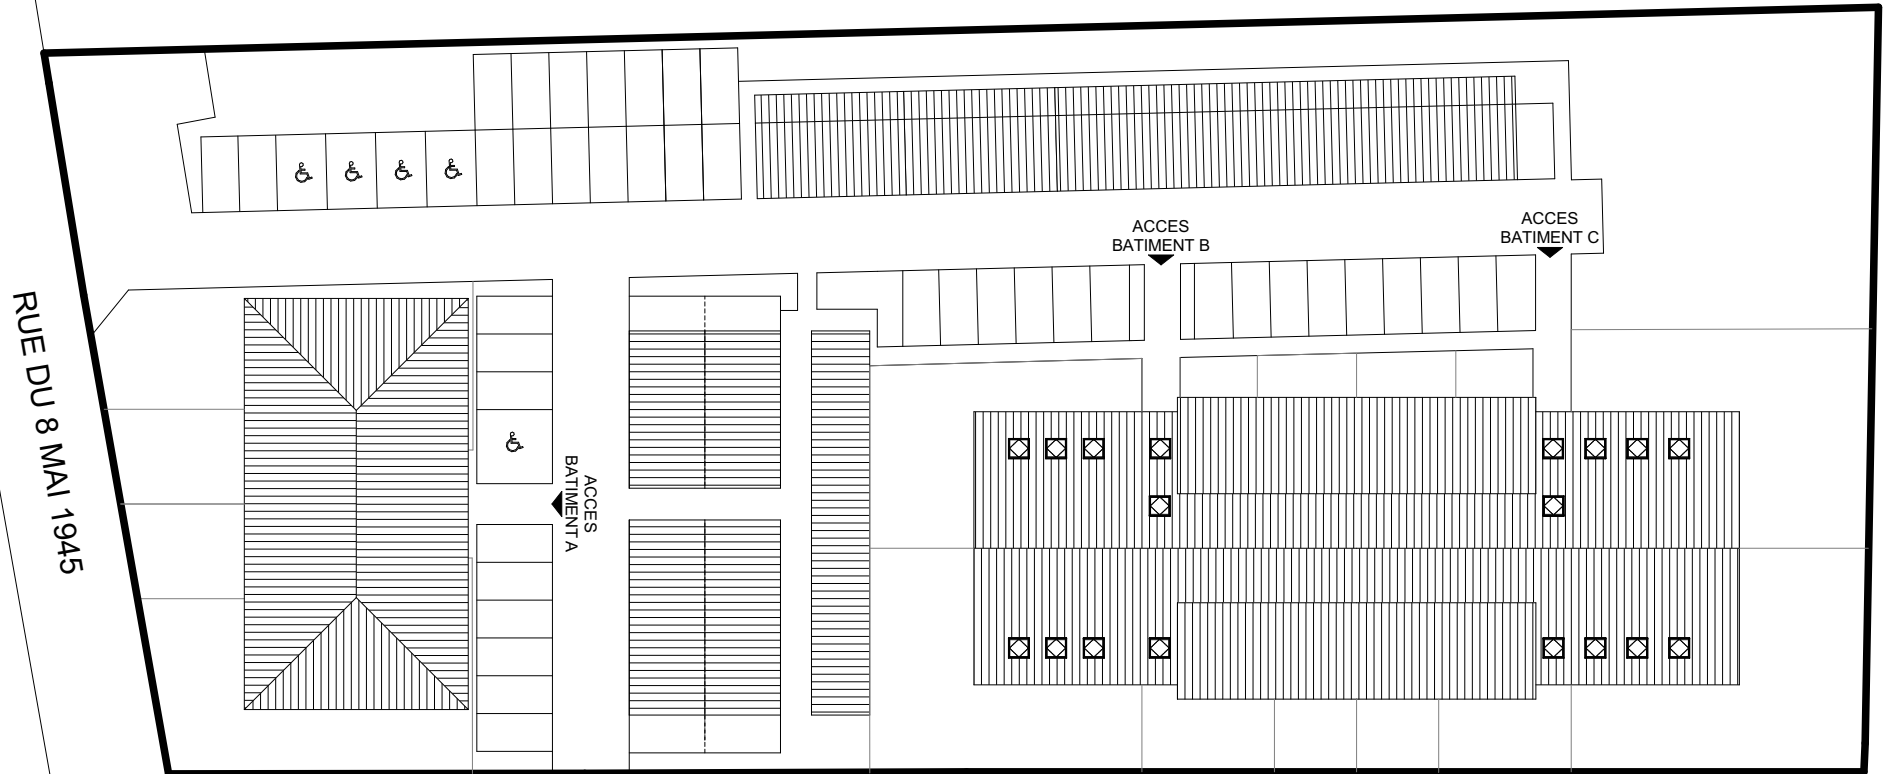 ACCES
BATIMENT B
ACCES
BATIMENT C
RUE DU 8 MAI 1945
ACCES
BATIMENT A